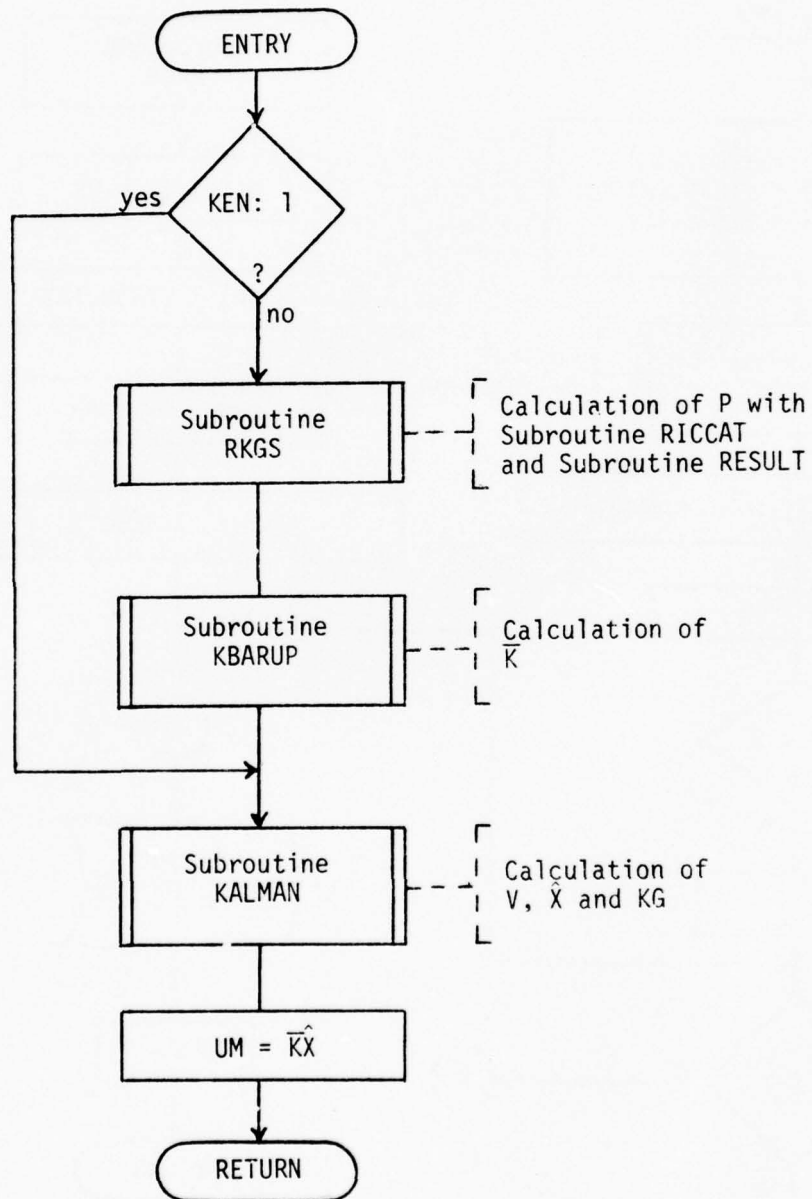 ENTRY
yes
KEN: 1
?
no
Subroutine
RKGS
Calculation of P with
Subroutine RICCAT
and Subroutine RESULT
Subroutine
KBARUP
Calculation of
K̅
Subroutine
KALMAN
Calculation of
V, X̂ and KG
UM = K̅X̂
RETURN